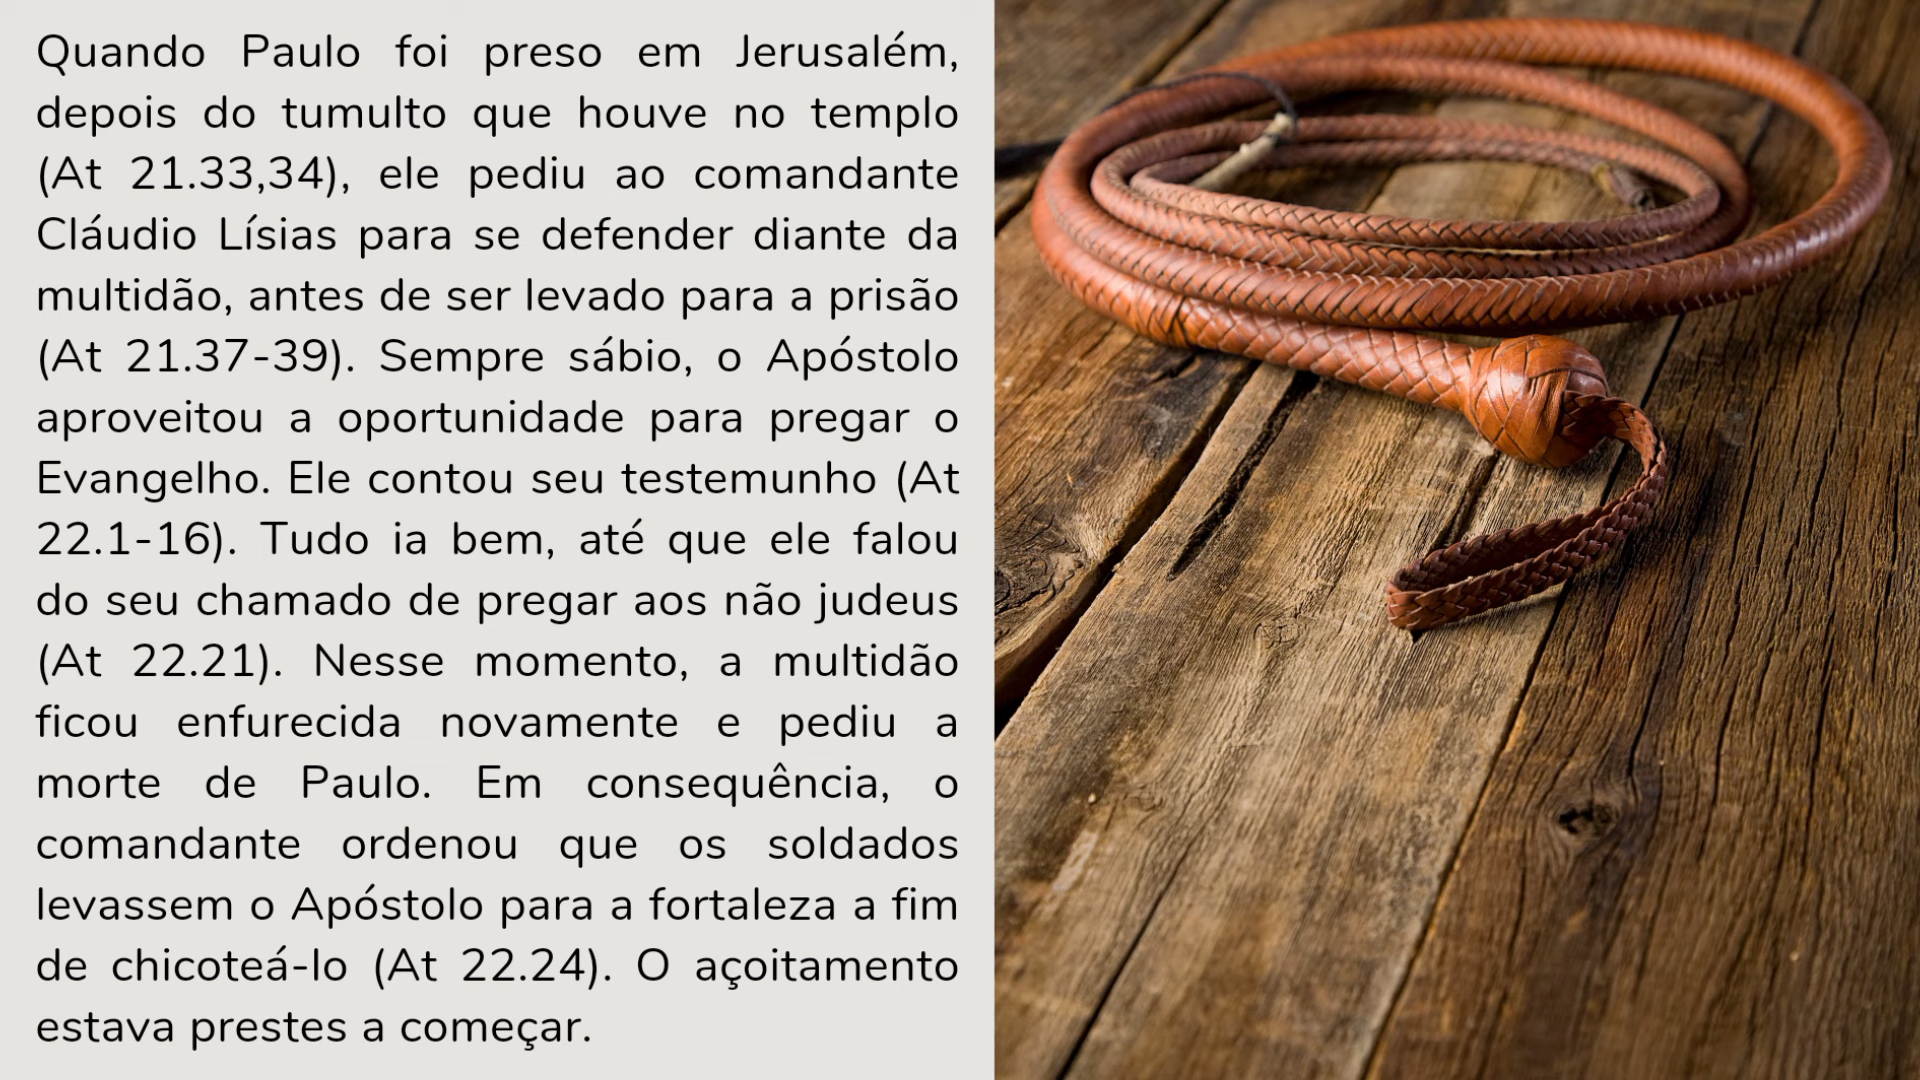 Quando Paulo foi preso em Jerusalém,
depois do tumulto que houve no templo
(At 21.33,34), ele pediu ao comandante
Cláudio Lísias para se defender diante da
multidão, antes de ser levado para a prisão
(At 21.37-39). Sempre sábio, o Apóstolo
aproveitou a oportunidade para pregar o
Evangelho. Ele contou seu testemunho (At
22.1-16). Tudo ia bem, até que ele falou
do seu chamado de pregar aos não judeus
(At 22.21). Nesse momento, a multidão
ficou enfurecida novamente e pediu a
morte de Paulo. Em consequência, o
comandante ordenou que os soldados
levassem o Apóstolo para a fortaleza a fim
de chicoteá-lo (At 22.24). O açoitamento
estava prestes a começar.